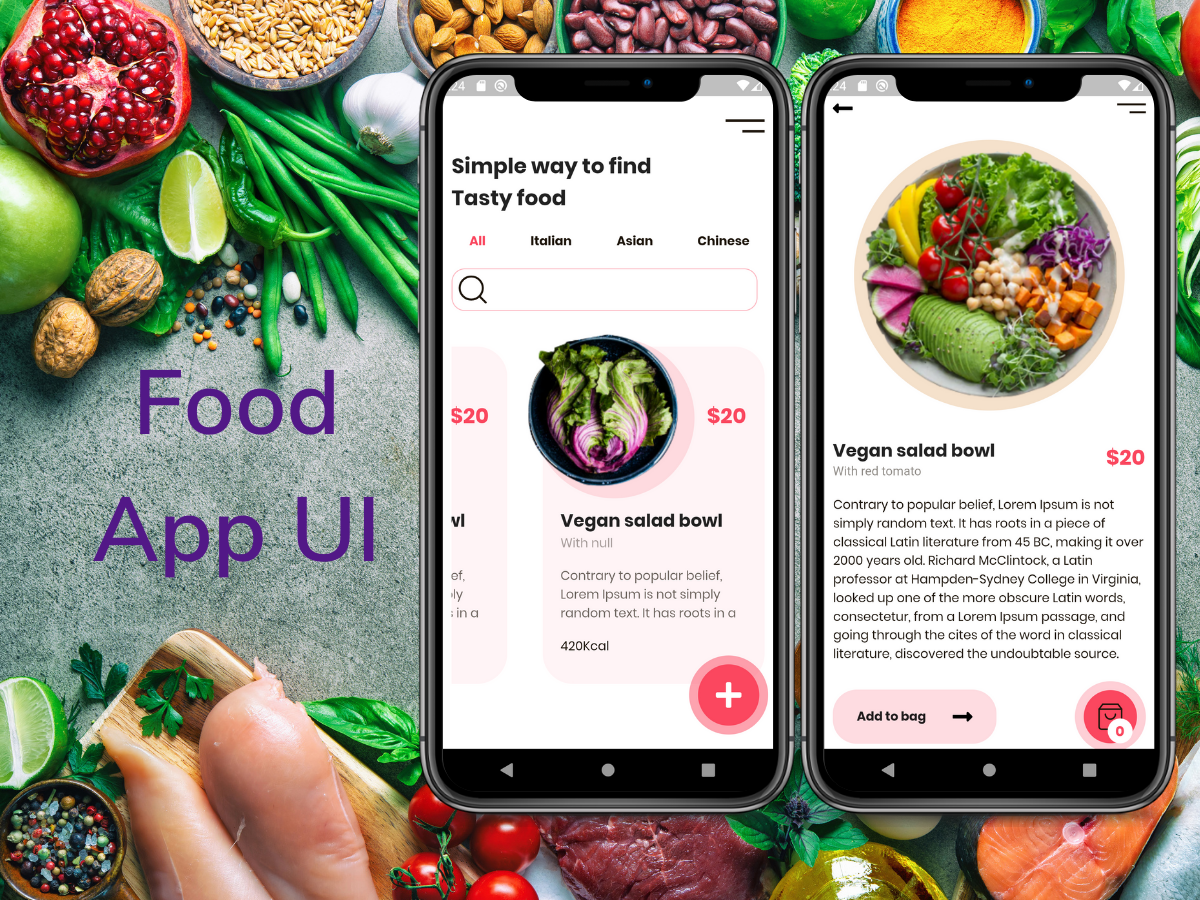 Food
App UI
24
Simple way to find
Tasty food
All Italian Asian Chinese
$20
$20
wl
Vegan salad bowl
With null
ef,
Contrary to popular belief,
ly
Lorem Ipsum is not simply
s in a
random text. It has roots in a
420Kcal
24
Vegan salad bowl
With red tomato
$20
Contrary to popular belief, Lorem Ipsum is not
simply random text. It has roots in a piece of
classical Latin literature from 45 BC, making it over
2000 years old. Richard McClintock, a Latin
professor at Hampden-Sydney College in Virginia,
looked up one of the more obscure Latin words,
consectetur, from a Lorem Ipsum passage, and
going through the cites of the word in classical
literature, discovered the undoubtable source.
Add to bag
0